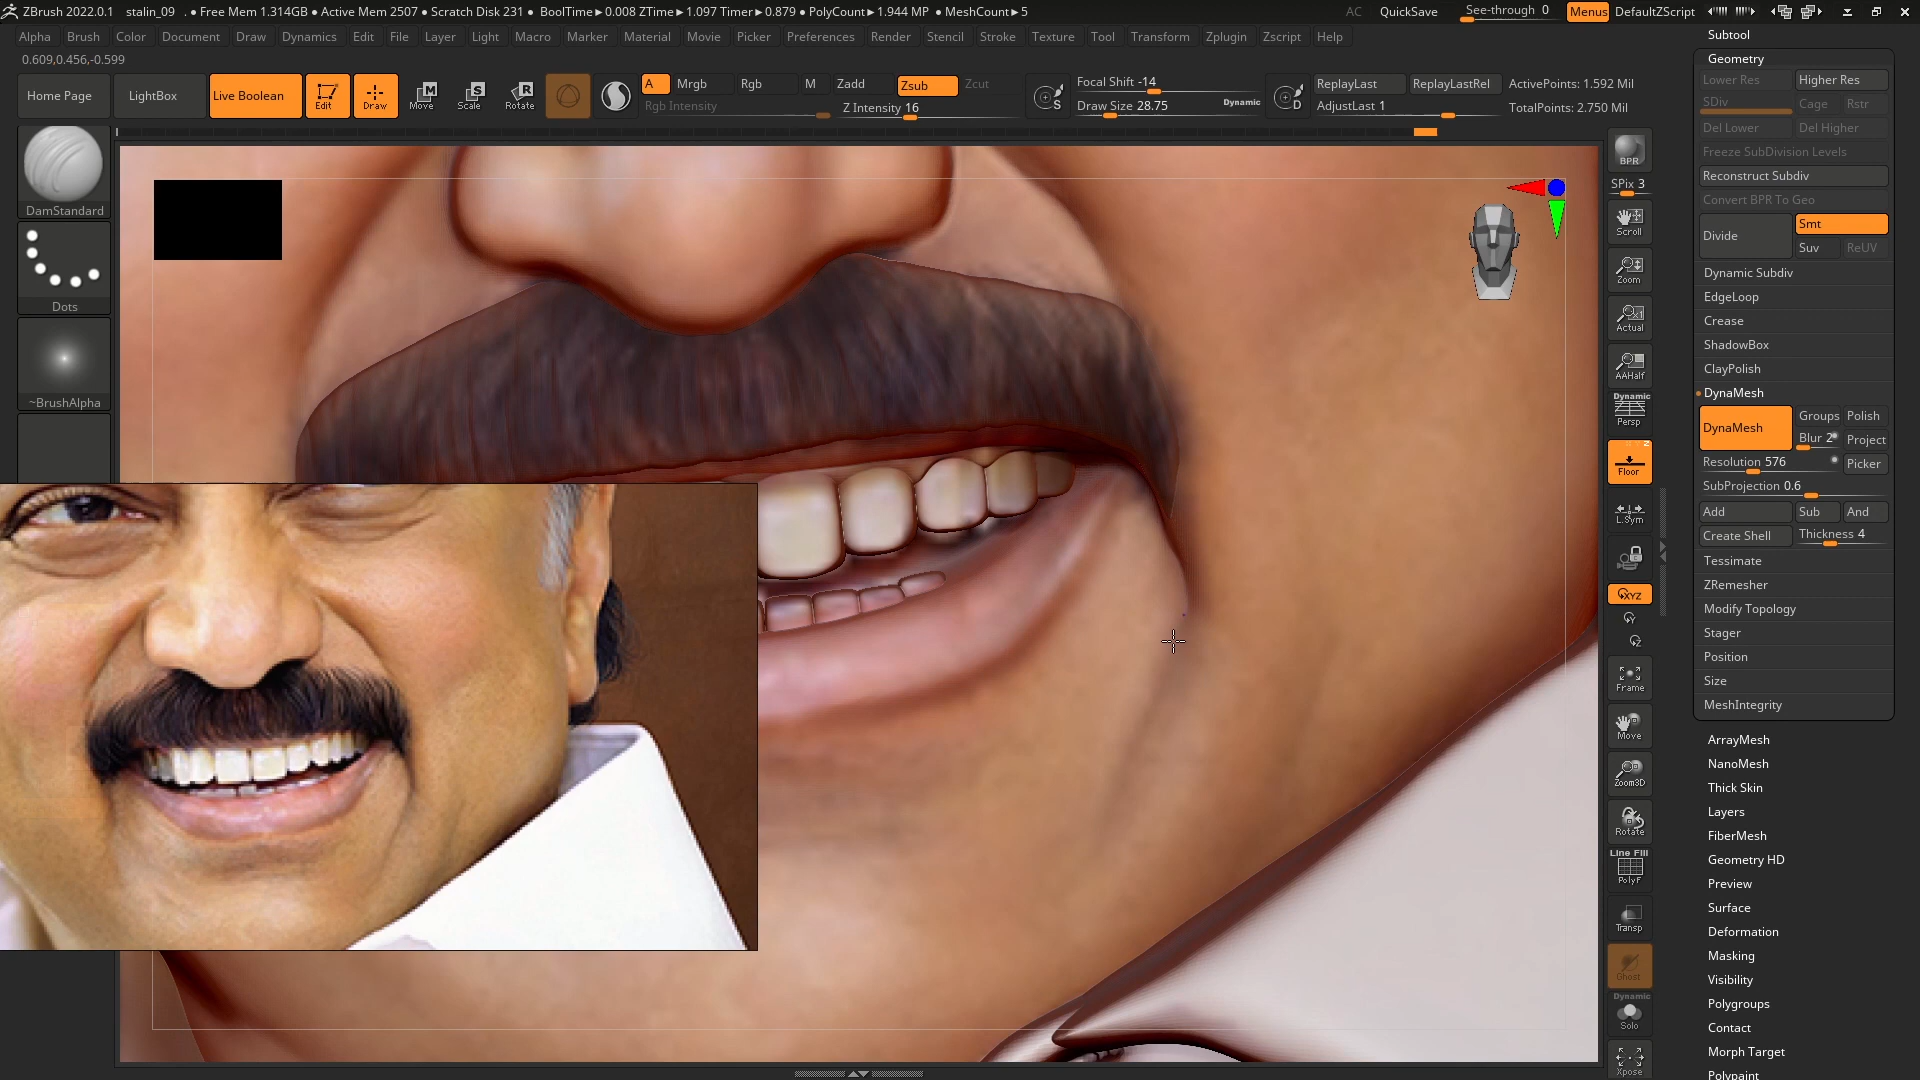 ZBrush 2022.0.1 stalin_09 . • Free Mem 1.314GB • Active Mem 2507 • Scratch Disk 231 • BoolTime►0.008 ZTime►1.097 Timer►0.879 • PolyCount►1.944 MP • MeshCount►5 AC QuickSave See-through 0 Menus DefaultZScript
Alpha Brush Color Document Draw Dynamics Edit File Layer Light Macro Marker Material Movie Picker Preferences Render Stencil Stroke Texture Tool Transform Zplugin Zscript Help
0.609,0.456,-0.599
Home Page LightBox Live Boolean Edit Draw Move Scale Rotate
A Mrgb Rgb M Zadd Zsub Zcut
Rgb Intensity Z Intensity 16
Focal Shift -14
Draw Size 28.75 Dynamic
S
D
ReplayLast ReplayLastRel
AdjustLast 1
ActivePoints: 1.592 Mil
TotalPoints: 2.750 Mil
DamStandard
Dots
~BrushAlpha
BPR
SPix 3
Scroll
Zoom
Actual
AAHalf
Dynamic
Persp
Floor
L.Sym
XYZ
Y
Z
Frame
Move
Zoom3D
Rotate
Line Fill
PolyF
Transp
Ghost
Dynamic
Solo
Xpose
Subtool
Geometry
Lower Res Higher Res
SDiv Cage Rstr
Del Lower Del Higher
Freeze SubDivision Levels
Reconstruct Subdiv
Convert BPR To Geo
Divide Smt
Suv ReUV
Dynamic Subdiv
EdgeLoop
Crease
ShadowBox
ClayPolish
DynaMesh
DynaMesh Groups Polish
Blur 2 Project
Resolution 576 Picker
SubProjection 0.6
Add Sub And
Create Shell Thickness 4
Tessimate
ZRemesher
Modify Topology
Stager
Position
Size
MeshIntegrity
ArrayMesh
NanoMesh
Thick Skin
Layers
FiberMesh
Geometry HD
Preview
Surface
Deformation
Masking
Visibility
Polygroups
Contact
Morph Target
Polypaint